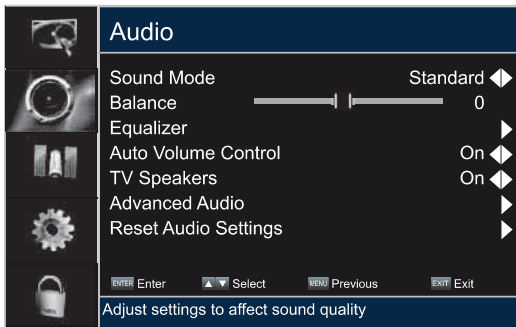 Audio
Sound Mode Standard
Balance 0
Equalizer
Auto Volume Control On
TV Speakers On
Advanced Audio
Reset Audio Settings
ENTER Enter Select MENU Previous EXIT Exit
Adjust settings to affect sound quality